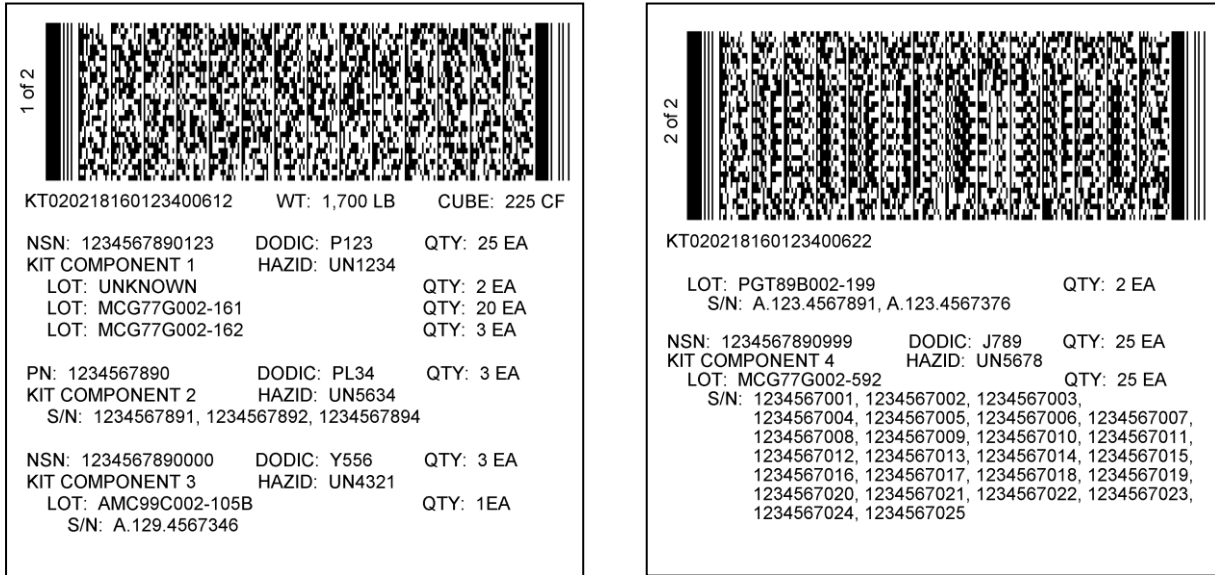 1 of 2
KT020218160123400612 WT: 1,700 LB CUBE: 225 CF
NSN: 1234567890123 DODIC: P123 QTY: 25 EA
KIT COMPONENT 1 HAZID: UN1234
LOT: UNKNOWN QTY: 2 EA
LOT: MCG77G002-161 QTY: 20 EA
LOT: MCG77G002-162 QTY: 3 EA
PN: 1234567890 DODIC: PL34 QTY: 3 EA
KIT COMPONENT 2 HAZID: UN5634
S/N: 1234567891, 1234567892, 1234567894
NSN: 1234567890000 DODIC: Y556 QTY: 3 EA
KIT COMPONENT 3 HAZID: UN4321
LOT: AMC99C002-105B QTY: 1EA
S/N: A.129.4567346
2 of 2
KT020218160123400622
LOT: PGT89B002-199 QTY: 2 EA
S/N: A.123.4567891, A.123.4567376
NSN: 1234567890999 DODIC: J789 QTY: 25 EA
KIT COMPONENT 4 HAZID: UN5678
LOT: MCG77G002-592 QTY: 25 EA
S/N: 1234567001, 1234567002, 1234567003,
1234567004, 1234567005, 1234567006, 1234567007,
1234567008, 1234567009, 1234567010, 1234567011,
1234567012, 1234567013, 1234567014, 1234567015,
1234567016, 1234567017, 1234567018, 1234567019,
1234567020, 1234567021, 1234567022, 1234567023,
1234567024, 1234567025